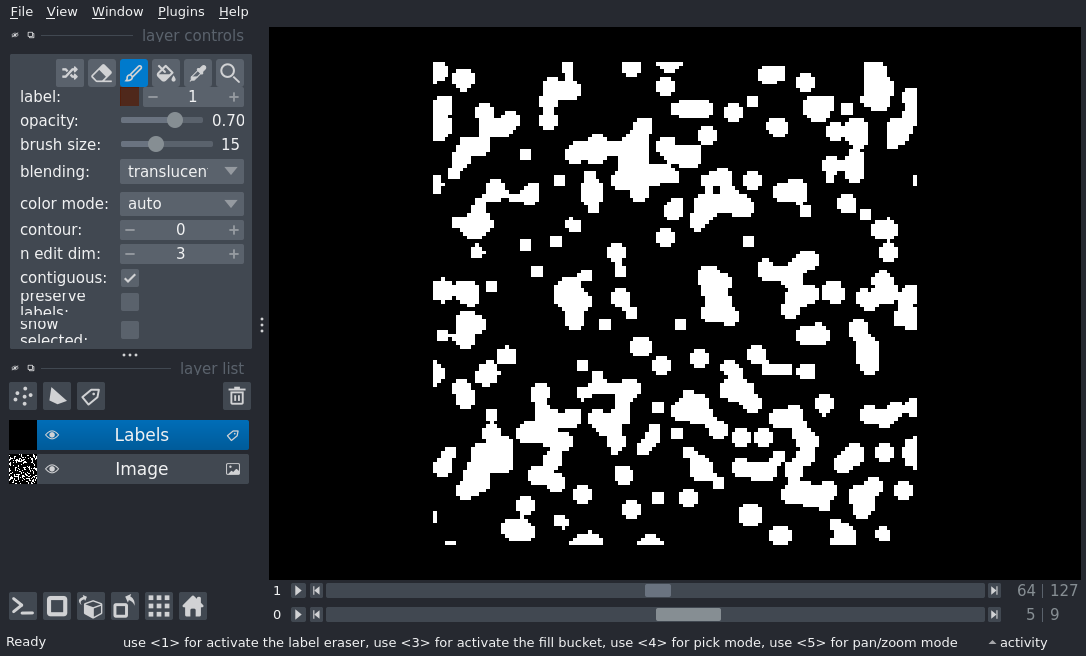 File View Window Plugins Help
layer controls
label: 1
opacity: 0.70
brush size: 15
blending: translucen
color mode: auto
contour: 0
n edit dim: 3
contiguous:
preserve
labels:
show
selected:
layer list
Labels
Image
1 64 127
0 5 9
Ready use <1> for activate the label eraser, use <3> for activate the fill bucket, use <4> for pick mode, use <5> for pan/zoom mode activity